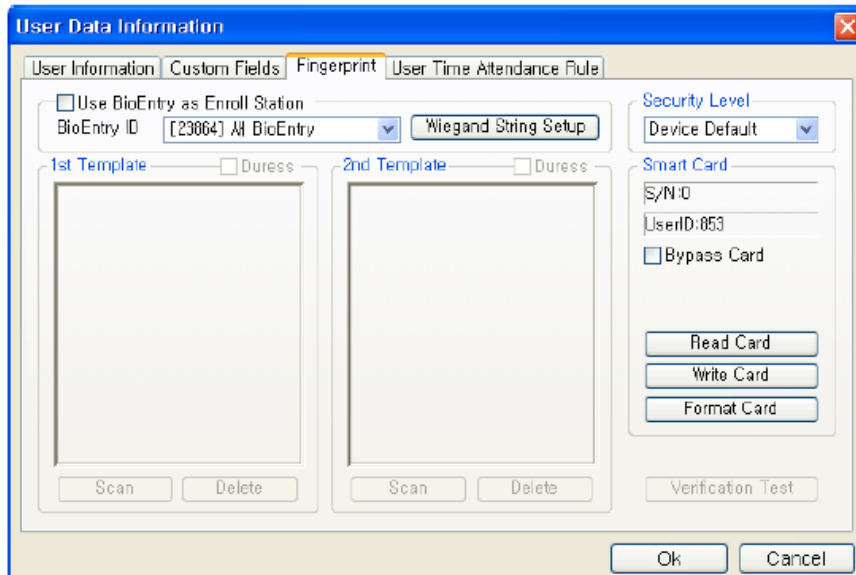 User Data Information
User Information Custom Fields Fingerprint User Time Attendance Rule
Use BioEntry as Enroll Station
BioEntry ID [23864] 새 BioEntry Wiegand String Setup
Security Level
Device Default
1st Template Duress 2nd Template Duress
Smart Card
S/N:0
UserID:853
Bypass Card
Read Card
Write Card
Format Card
Scan Delete Scan Delete Verification Test
Ok Cancel